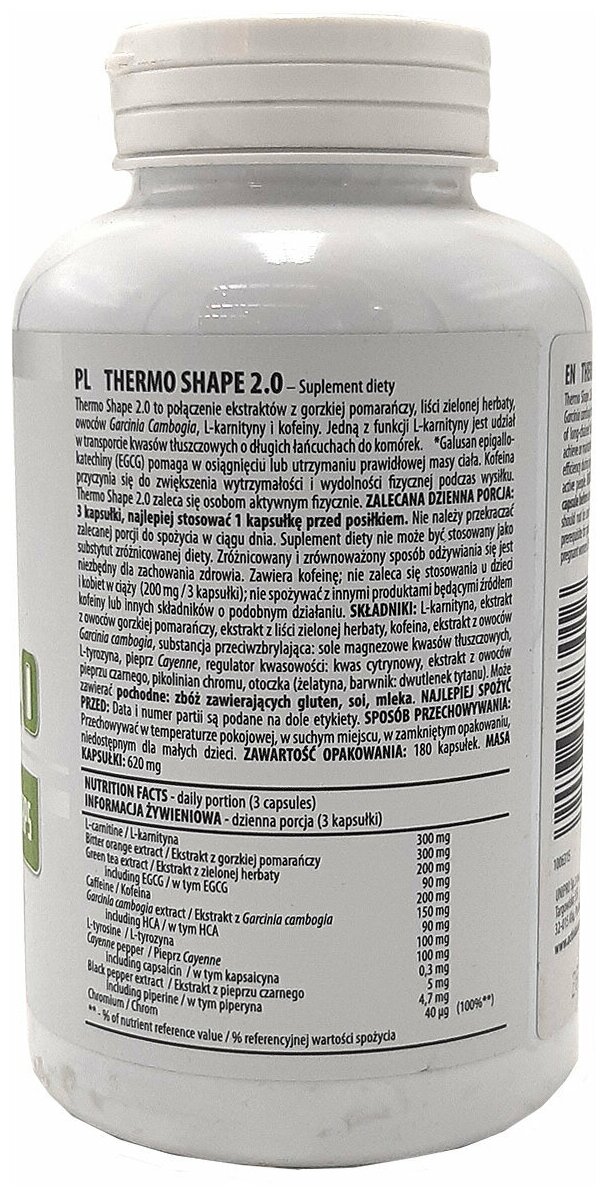 PL THERMO SHAPE 2.0 – Suplement diety
Thermo Shape 2.0 to połączenie ekstraktów z gorzkiej pomarańczy, liści zielonej herbaty,
owoców Garcinia Cambogia, L-karnityny i kofeiny. Jedną z funkcji L-karnityny jest udział
w transporcie kwasów tłuszczowych o długich łańcuchach do komórek. *Galusan epigallo-
katechiny (EGCG) pomaga w osiągnięciu lub utrzymaniu prawidłowej masy ciała. Kofeina
przyczynia się do zwiększenia wytrzymałości i wydolności fizycznej podczas wysiłku.
Thermo Shape 2.0 zaleca się osobom aktywnym fizycznie. ZALECANA DZIENNA PORCJA:
3 kapsułki, najlepiej stosować 1 kapsułkę przed posiłkiem. Nie należy przekraczać
zalecanej porcji do spożycia w ciągu dnia. Suplement diety nie może być stosowany jako
substytut zróżnicowanej diety. Zróżnicowany i zrównoważony sposób odżywiania się jest
niezbędny dla zachowania zdrowia. Zawiera kofeinę; nie zaleca się stosowania u dzieci
i kobiet w ciąży (200 mg / 3 kapsułki); nie spożywać z innymi produktami będącymi źródłem
kofeiny lub innych składników o podobnym działaniu. SKŁADNIKI: L-karnityna, ekstrakt
z owoców gorzkiej pomarańczy, ekstrakt z liści zielonej herbaty, kofeina, ekstrakt z owoców
Garcinia cambogia, substancja przeciwzbrylająca: sole magnezowe kwasów tłuszczowych,
L-tyrozyna, pieprz Cayenne, regulator kwasowości: kwas cytrynowy, ekstrakt z owoców
pieprzu czarnego, pikolinian chromu, otoczka (żelatyna, barwnik: dwutlenek tytanu). Może
zawierać pochodne: zbóż zawierających gluten, soi, mleka. NAJLEPIEJ SPOŻYĆ
PRZED: Data i numer partii są podane na dole etykiety. SPOSÓB PRZECHOWYWANIA:
Przechowywać w temperaturze pokojowej, w suchym miejscu, w zamkniętym opakowaniu,
niedostępnym dla małych dzieci. ZAWARTOŚĆ OPAKOWANIA: 180 kapsułek. MASA
KAPSUŁKI: 620 mg
NUTRITION FACTS - daily portion (3 capsules)
INFORMACJA ŻYWIENIOWA - dzienna porcja (3 kapsułki)
L-carnitine / L-karnityna 300 mg
Bitter orange extract / Ekstrakt z gorzkiej pomarańczy 300 mg
Green tea extract / Ekstrakt z zielonej herbaty 200 mg
including EGCG / w tym EGCG 90 mg
Caffeine / Kofeina 200 mg
Garcinia cambogia extract / Ekstrakt z Garcinia cambogia 150 mg
including HCA / w tym HCA 90 mg
L-tyrosine / L-tyrozyna 100 mg
Cayenne pepper / Pieprz Cayenne 100 mg
including capsaicin / w tym kapsaicyna 0,3 mg
Black pepper extract / Ekstrakt z pieprzu czarnego 5 mg
including piperine / w tym piperyna 4,7 mg
Chromium / Chrom 40 µg (100%**)
** - % of nutrient reference value / % referencyjnej wartości spożycia
EN
Thermo Shape 2.0